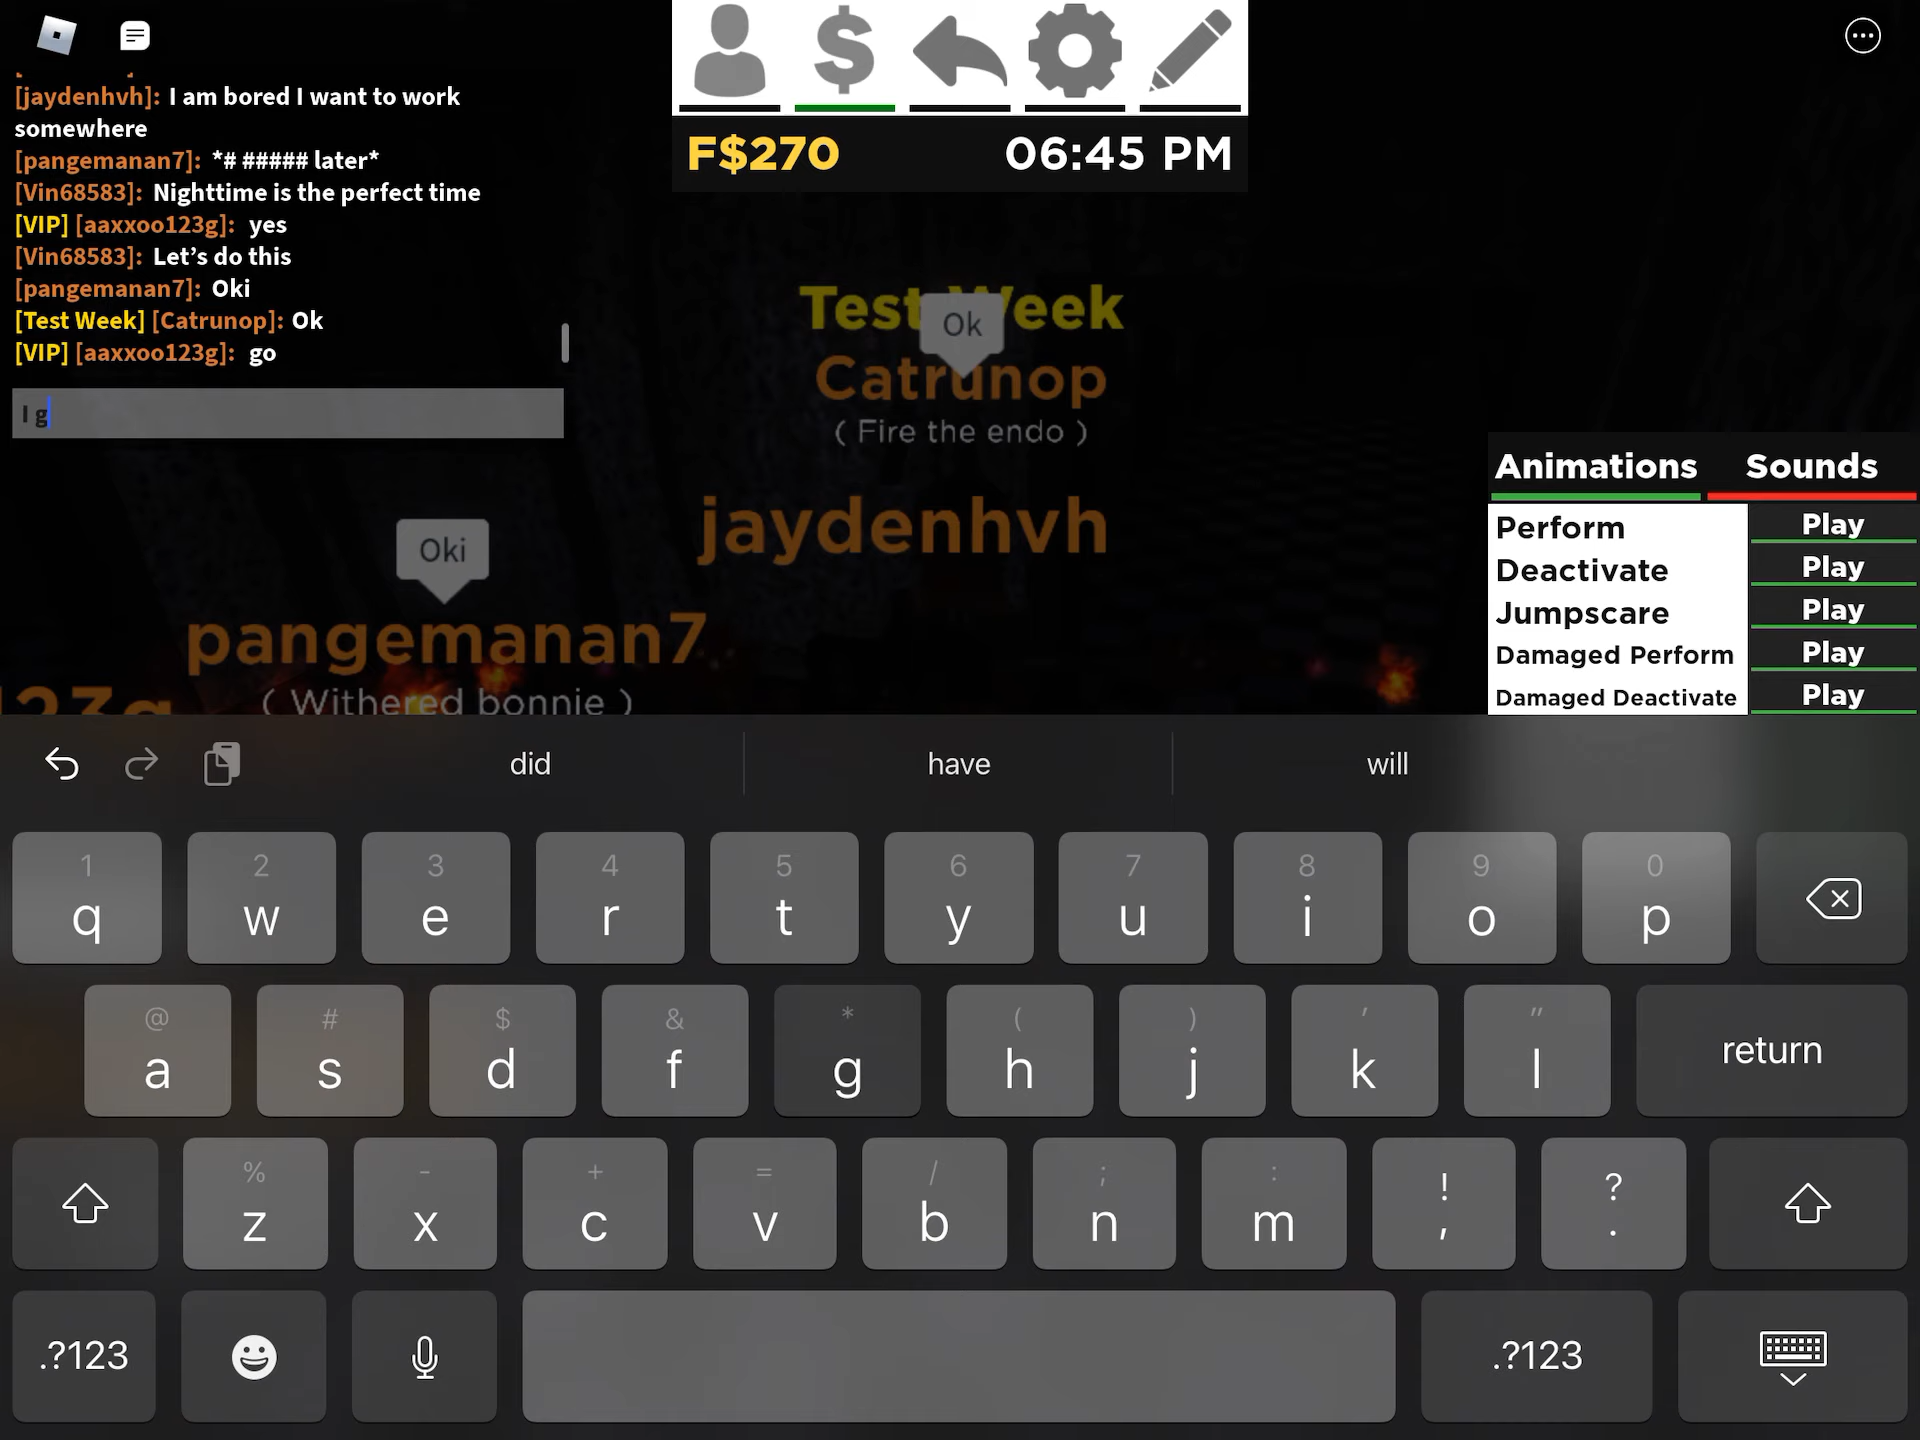 [jaydenhvh]: I am bored I want to work
somewhere
[pangemanan7]: *# ##### later*
[Vin68583]: Nighttime is the perfect time
[VIP] [aaxxoo123g]: yes
[Vin68583]: Let’s do this
[pangemanan7]: Oki
[Test Week] [Catrunop]: Ok
[VIP] [aaxxoo123g]: go
I g
F$270 06:45 PM
Test Week
Ok
Catrunop
( Fire the endo )
jaydenhvh
Oki
pangemanan7
( Withered bonnie )
123g
Animations Sounds
Perform Play
Deactivate Play
Jumpscare Play
Damaged Perform Play
Damaged Deactivate Play
did have will
1 2 3 4 5 6 7 8 9 0
q w e r t y u i o p
@ # $ & * ( ) ' "
a s d f g h j k l return
% - + = / ; : ! ?
z x c v b n m , .
.?123 .?123